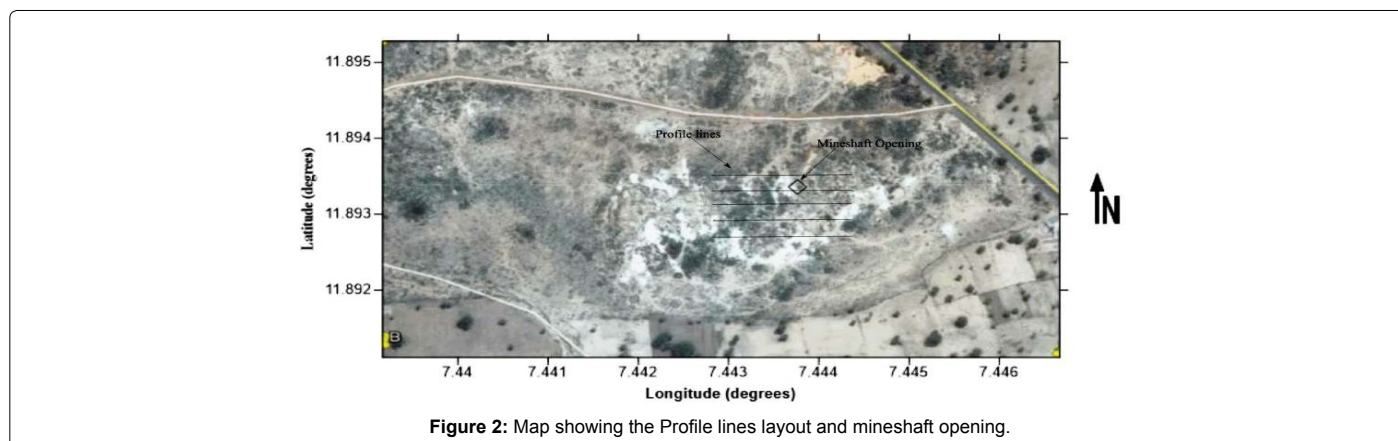 11.895
11.894
11.893
11.892
Latitude (degrees)
Profile lines
Mineshaft Opening
N
B
7.44
7.441
7.442
7.443
7.444
7.445
7.446
Longitude (degrees)
Figure 2: Map showing the Profile lines layout and mineshaft opening.